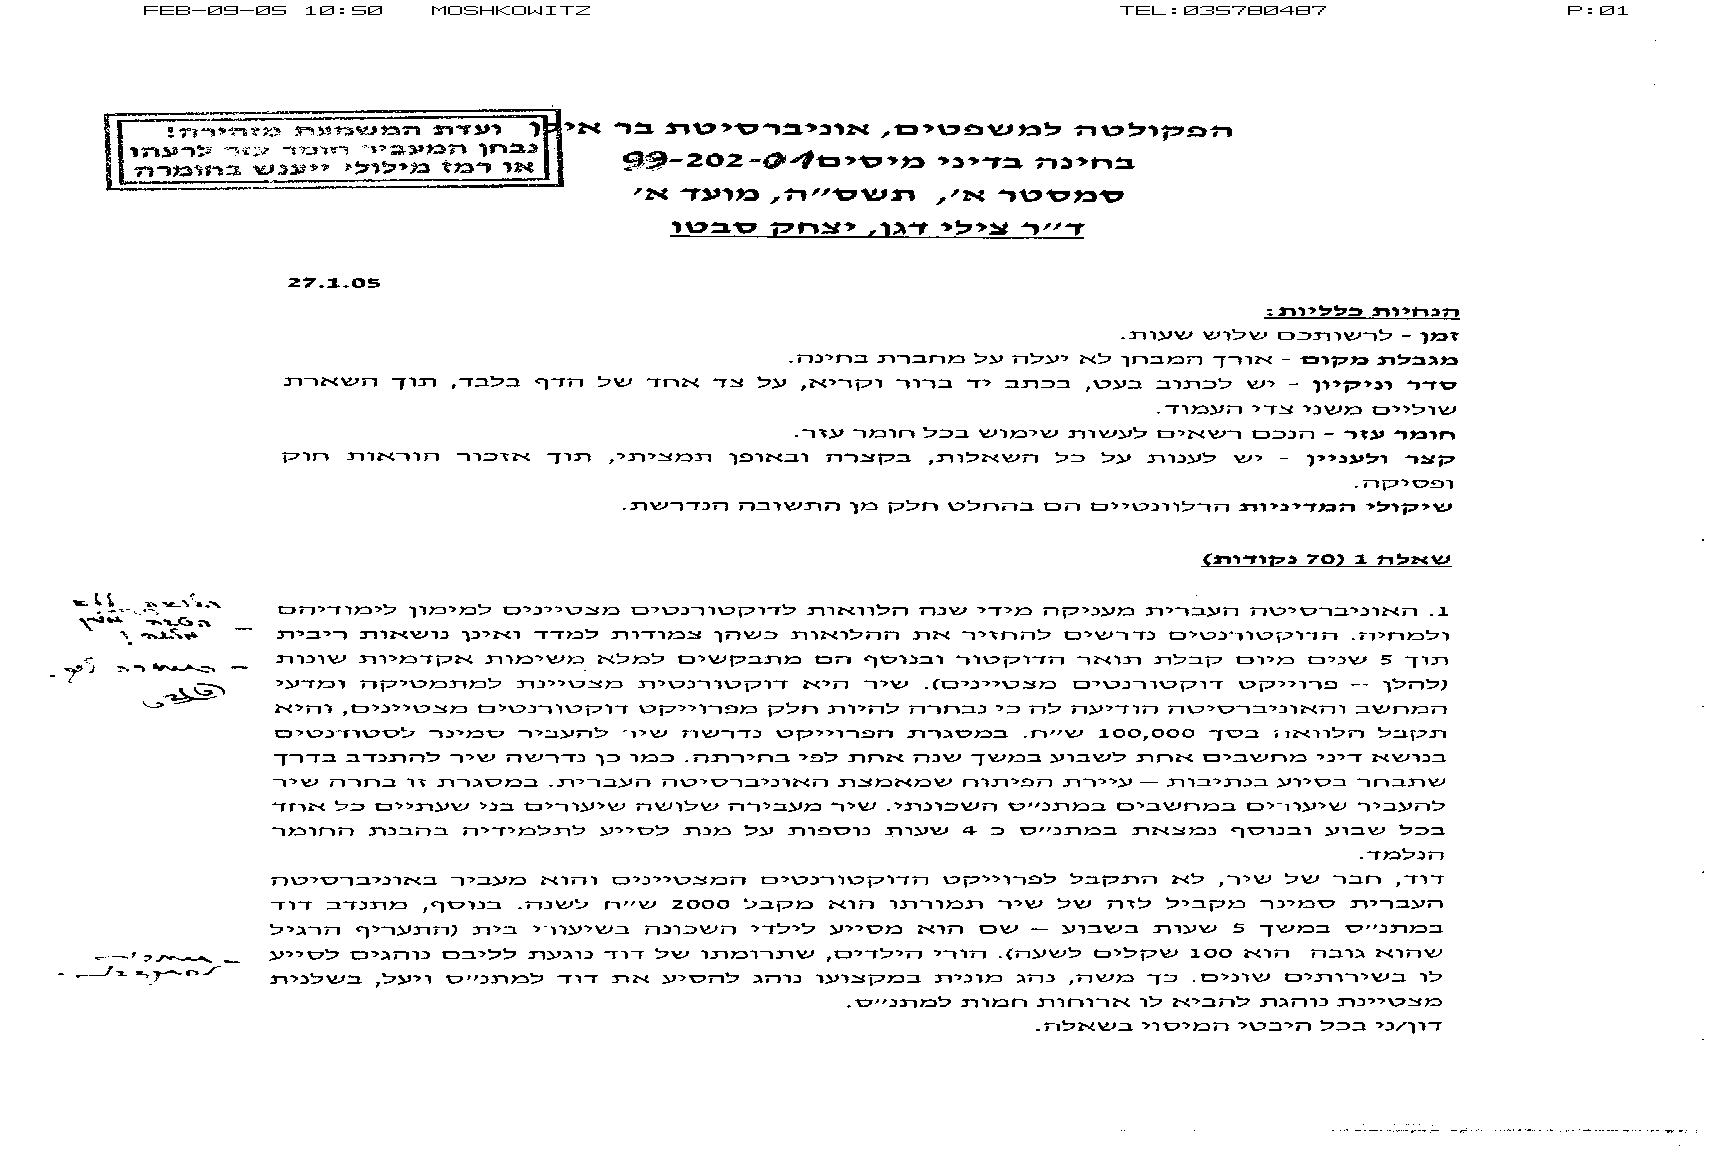 FEB-09-05 10:50 MOSHKOWITZ TEL:035780487 P:01
ועדת המשמעת מזהירה!
נבחן המעביר חומר עזר לרעהו
או רמז מילולי ייענש בחומרה
הפקולטה למשפטים, אוניברסיטת בר אילן
בחינה בדיני מיסים 99-202-01
סמסטר א', תשס"ה, מועד א'
ד"ר צילי דגן, יצחק סבטו
27.1.05
הנחיות כלליות:
זמן - לרשותכם שלוש שעות.
מגבלת מקום - אורך המבחן לא יעלה על מחברת בחינה.
סדר וניקיון - יש לכתוב בעט, בכתב יד ברור וקריא, על צד אחד של הדף בלבד, תוך השארת
שוליים משני צדי העמוד.
חומר עזר - הנכם רשאים לעשות שימוש בכל חומר עזר.
קצר ולעניין - יש לענות על כל השאלות, בקצרה ובאופן תמציתי, תוך אזכור הוראות חוק
ופסיקה.
שיקולי המדיניות הרלוונטיים הם בהחלט חלק מן התשובה הנדרשת.
שאלה 1 (70 נקודות)
1. האוניברסיטה העברית מעניקה מידי שנה הלוואות לדוקטורנטים מצטיינים למימון לימודיהם
ולמחיה. הדוקטורנטים נדרשים להחזיר את ההלואות כשהן צמודות למדד ואינן נושאות ריבית
תוך 5 שנים מיום קבלת תואר הדוקטור ובנוסף הם מתבקשים למלא משימות אקדמיות שונות
(להלן -- פרוייקט דוקטורנטים מצטיינים). שיר היא דוקטורנטית מצטיינת למתמטיקה ומדעי
המחשב והאוניברסיטה הודיעה לה כי נבחרה להיות חלק מפרוייקט דוקטורנטים מצטיינים, והיא
תקבל הלוואה בסך 100,000 ש"ח. במסגרת הפרוייקט נדרשה שיר להעביר סמינר לסטודנטים
בנושא דיני מחשבים אחת לשבוע במשך שנה אחת לפי בחירתה. כמו כן נדרשה שיר להתנדב בדרך
שתבחר בסיוע בנתיבות – עיירת הפיתוח שמאמצת האוניברסיטה העברית. במסגרת זו בחרה שיר
להעביר שיעורים במחשבים במתנ"ס השכונתי. שיר מעבירה שלושה שיעורים בני שעתיים כל אחד
בכל שבוע ובנוסף נמצאת במתנ"ס כ 4 שעות נוספות על מנת לסייע לתלמידיה בהבנת החומר
הנלמד.
דוד, חבר של שיר, לא התקבל לפרוייקט הדוקטורנטים המצטיינים והוא מעביר באוניברסיטה
העברית סמינר מקביל לזה של שיר תמורתו הוא מקבל 2000 ש"ח לשנה. בנוסף, מתנדב דוד
במתנ"ס במשך 5 שעות בשבוע – שם הוא מסייע לילדי השכונה בשיעורי בית (התעריף הרגיל
שהוא גובה הוא 100 שקלים לשעה). הורי הילדים, שתרומתו של דוד נוגעת לליבם נוהגים לסייע
לו בשירותים שונים. כך משה, נהג מונית במקצועו נוהג להסיע את דוד למתנ"ס ויעל, בשלנית
מצטיינת נוהגת להביא לו ארוחות חמות למתנ"ס.
דון/ני בכל היבטי המיסוי בשאלה.